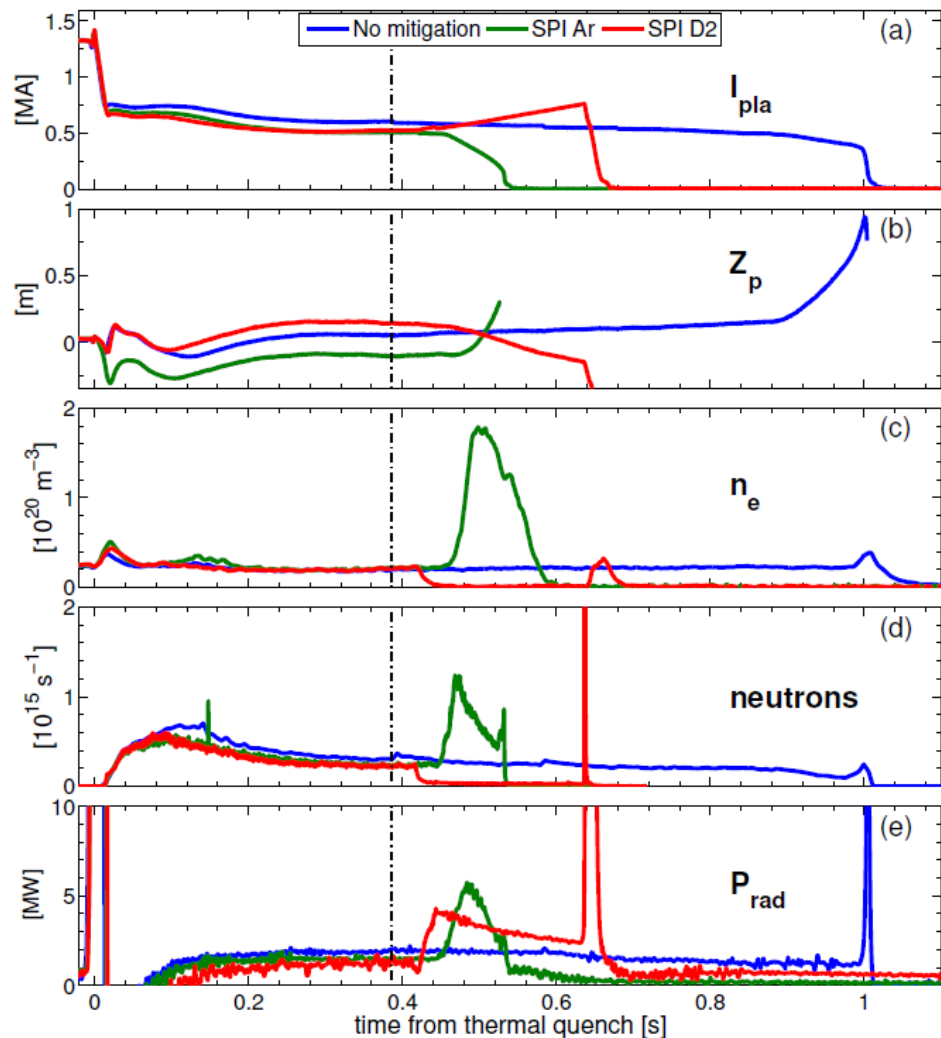 No mitigation SPI Ar SPI D2
(a)
I_pla
[MA]
1.5
1
0.5
0
(b)
Z_p
[m]
1
0.5
0
(c)
n_e
[10^20 m^−3]
2
1
0
(d)
neutrons
[10^15 s^−1]
2
1
0
(e)
P_rad
[MW]
10
5
0
0 0.2 0.4 0.6 0.8 1
time from thermal quench [s]